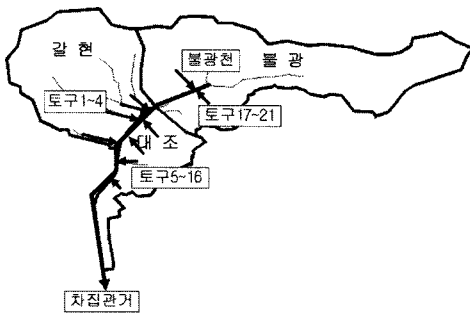 갈 현
불광천
불 광
토구1~4
토구17~21
대 조
토구5~16
차집관거